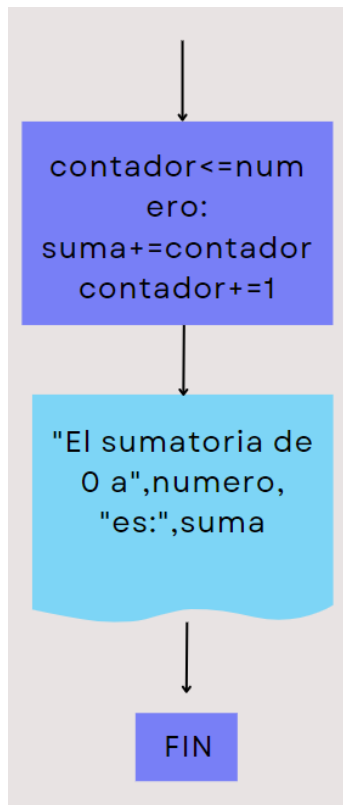 contador<=num
ero:
suma+=contador
contador+=1
"El sumatoria de
0 a",numero,
"es:",suma
FIN